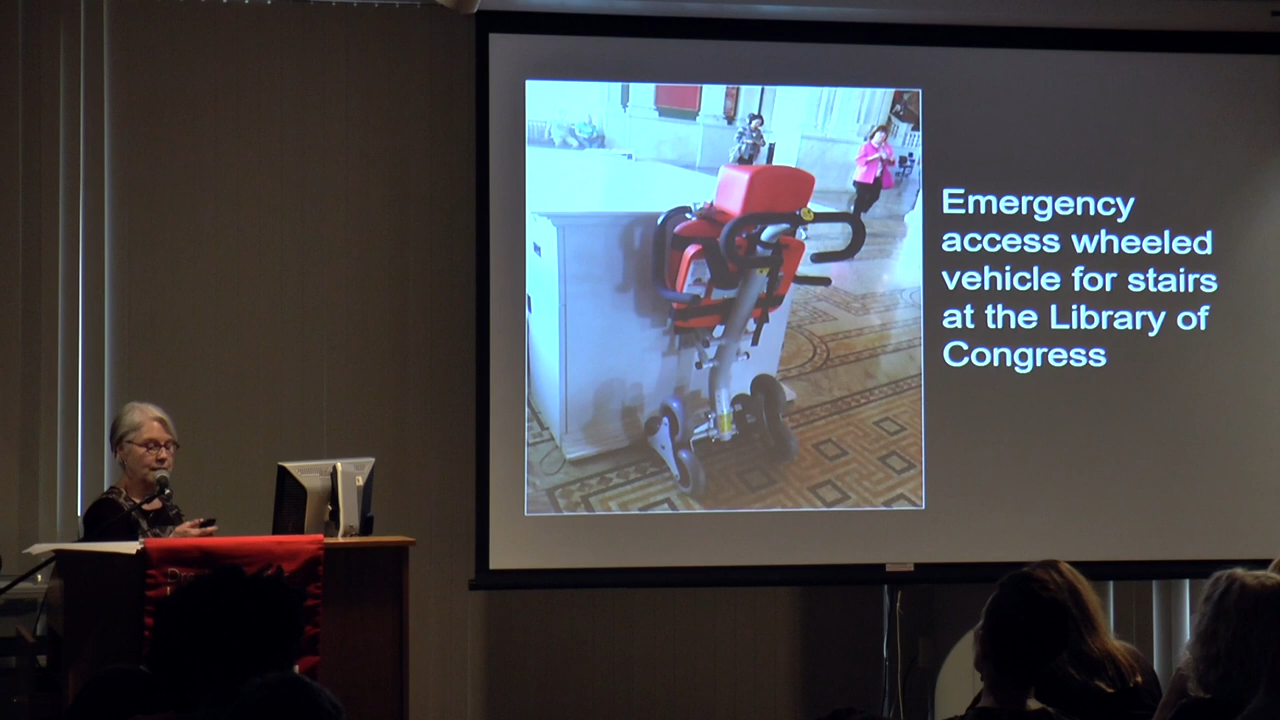 Emergency
access wheeled
vehicle for stairs
at the Library of
Congress